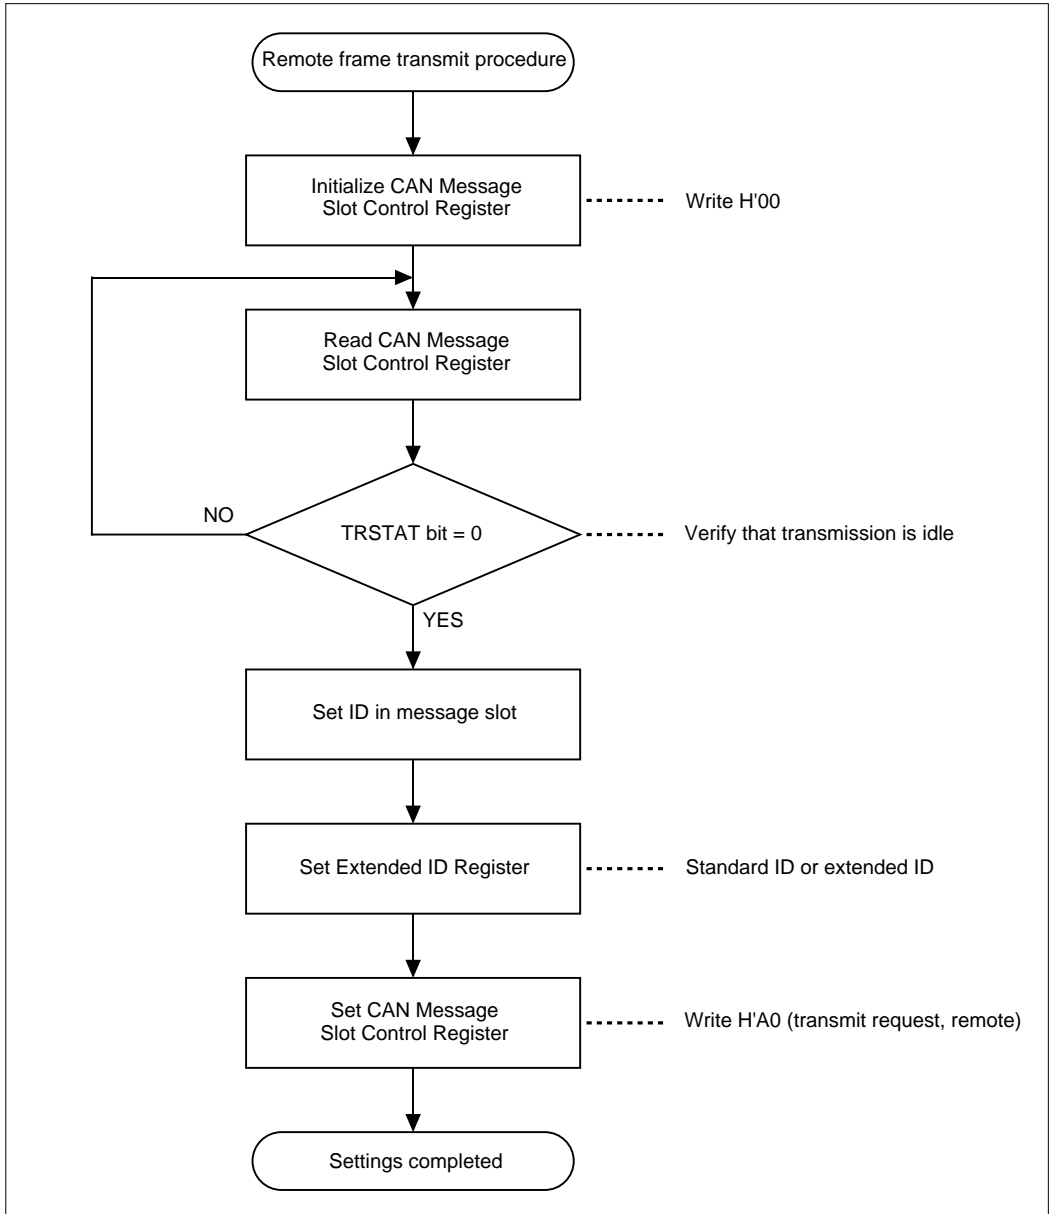 Remote frame transmit procedure
Initialize CAN Message
Slot Control Register
Write H'00
Read CAN Message
Slot Control Register
NO
TRSTAT bit = 0
Verify that transmission is idle
YES
Set ID in message slot
Set Extended ID Register
Standard ID or extended ID
Set CAN Message
Slot Control Register
Write H'A0 (transmit request, remote)
Settings completed